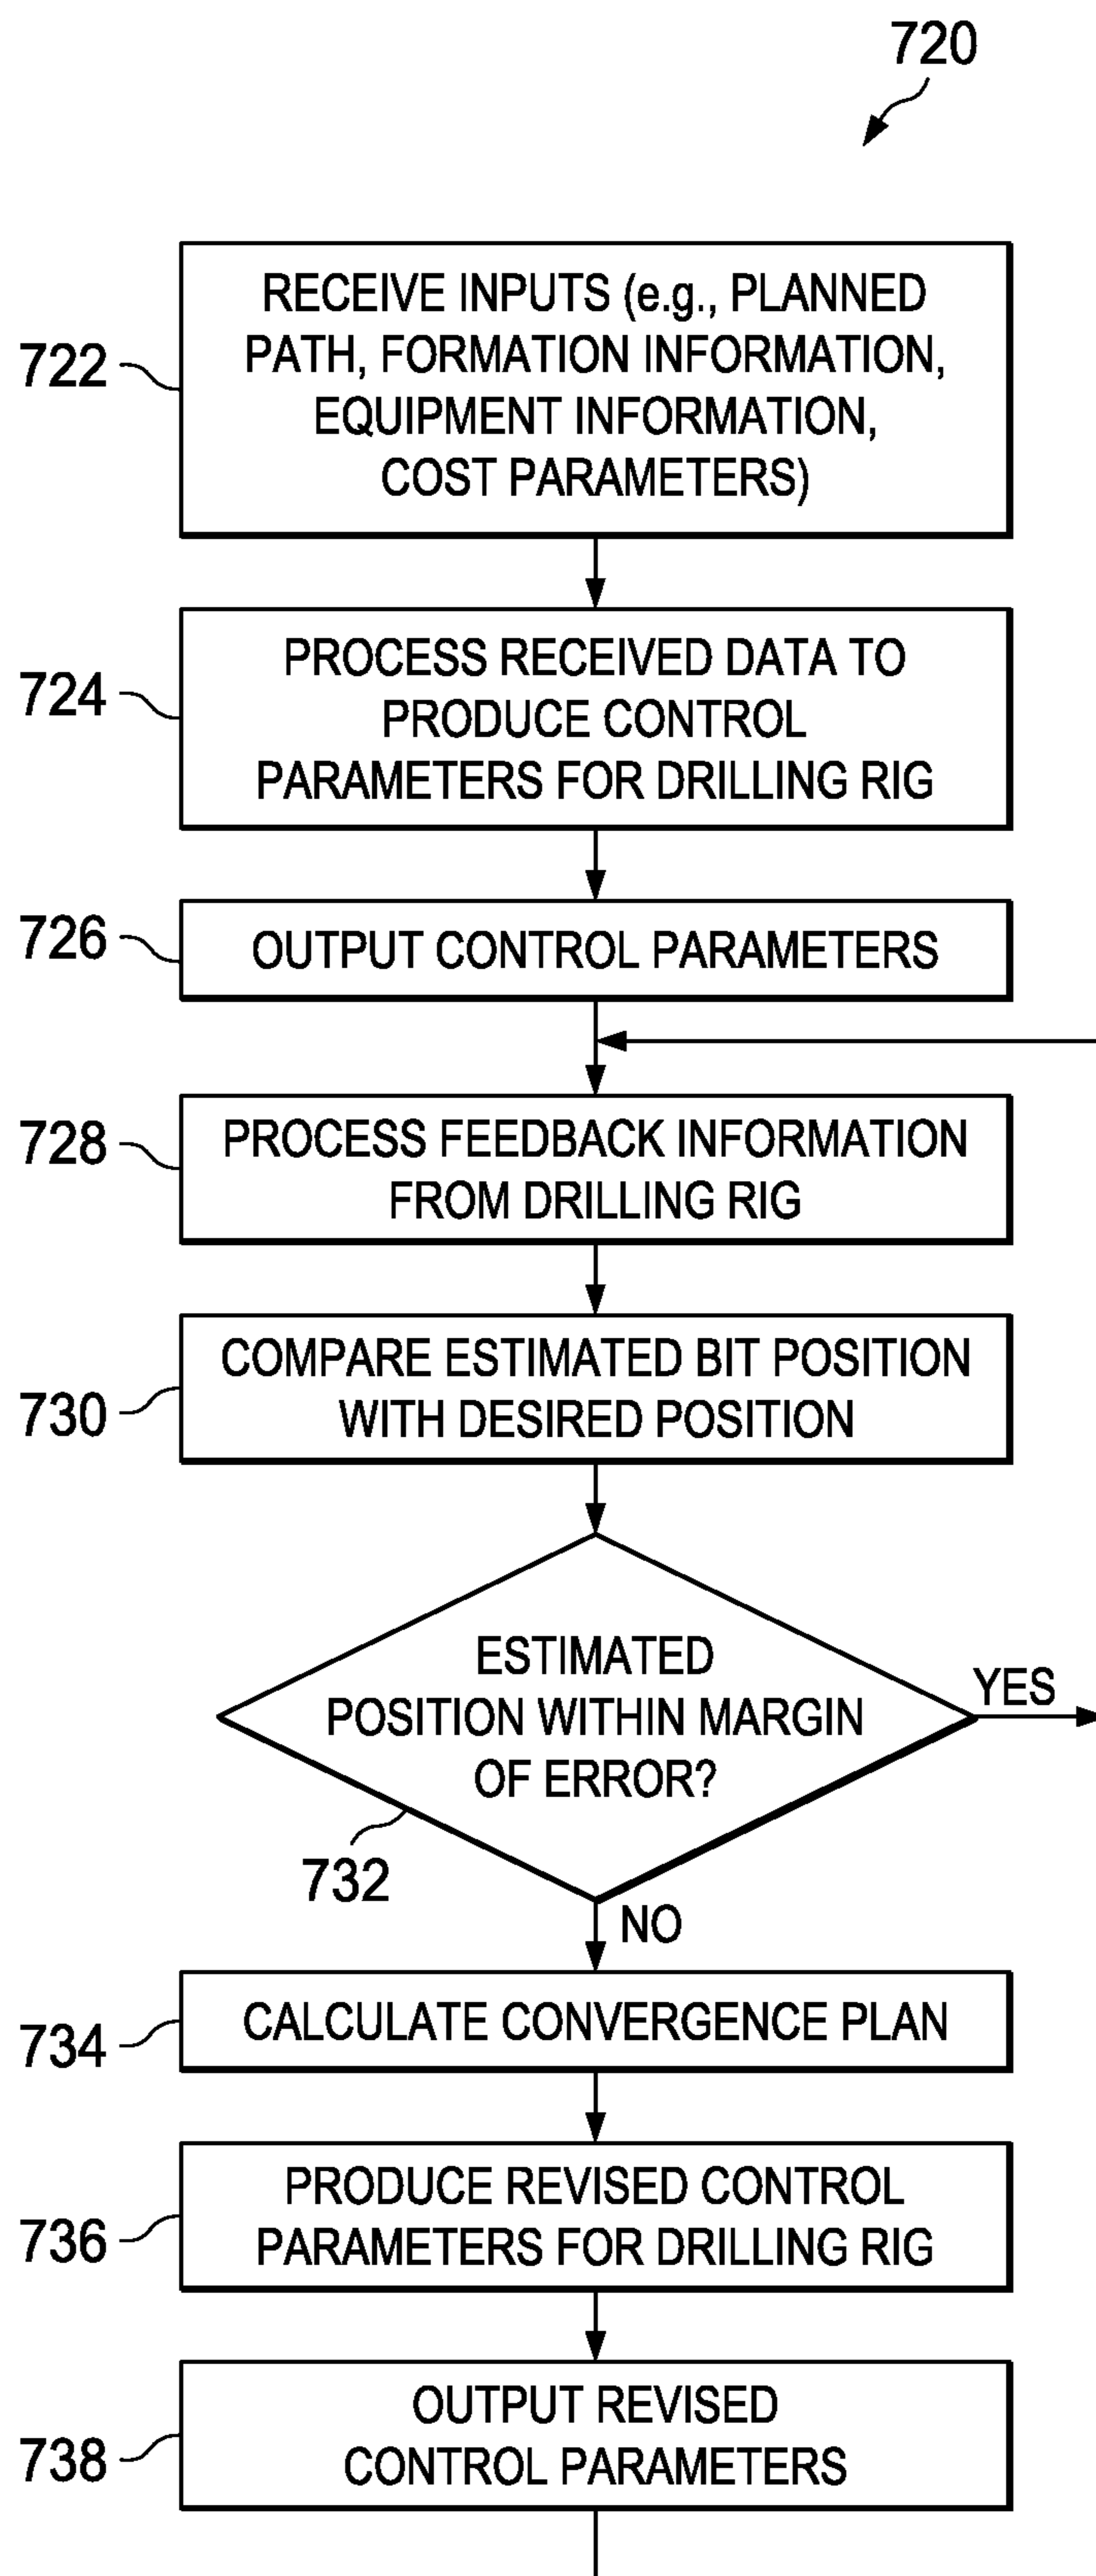 720
722
RECEIVE INPUTS (e.g., PLANNED
PATH, FORMATION INFORMATION,
EQUIPMENT INFORMATION,
COST PARAMETERS)
724
PROCESS RECEIVED DATA TO
PRODUCE CONTROL
PARAMETERS FOR DRILLING RIG
726
OUTPUT CONTROL PARAMETERS
728
PROCESS FEEDBACK INFORMATION
FROM DRILLING RIG
730
COMPARE ESTIMATED BIT POSITION
WITH DESIRED POSITION
ESTIMATED
POSITION WITHIN MARGIN
OF ERROR?
YES
732
NO
734
CALCULATE CONVERGENCE PLAN
736
PRODUCE REVISED CONTROL
PARAMETERS FOR DRILLING RIG
738
OUTPUT REVISED
CONTROL PARAMETERS